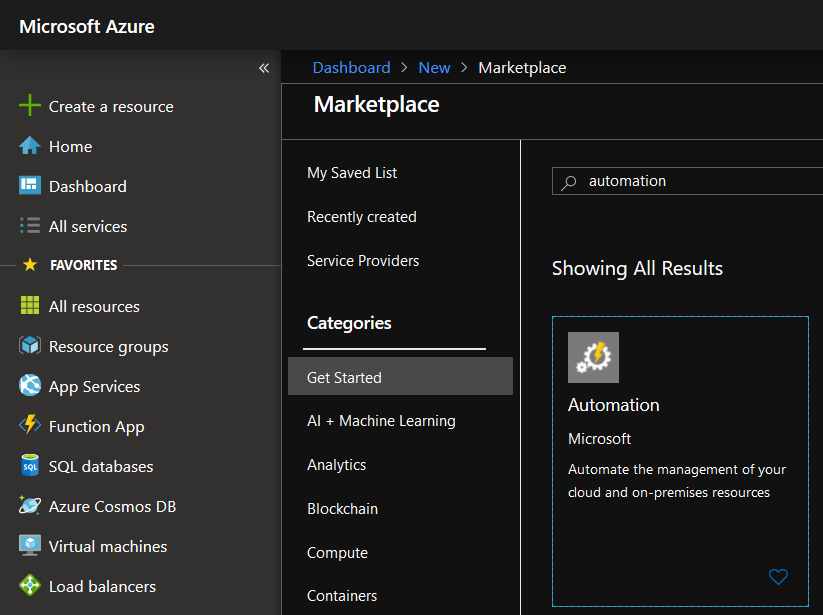 Microsoft Azure
«
Create a resource
Home
Dashboard
All services
FAVORITES
All resources
Resource groups
App Services
Function App
SQL
SQL databases
Azure Cosmos DB
Virtual machines
Load balancers
Dashboard > New > Marketplace
Marketplace
My Saved List
Recently created
Service Providers
Categories
Get Started
AI + Machine Learning
Analytics
Blockchain
Compute
Containers
automation
Showing All Results
Automation
Microsoft
Automate the management of your
cloud and on-premises resources